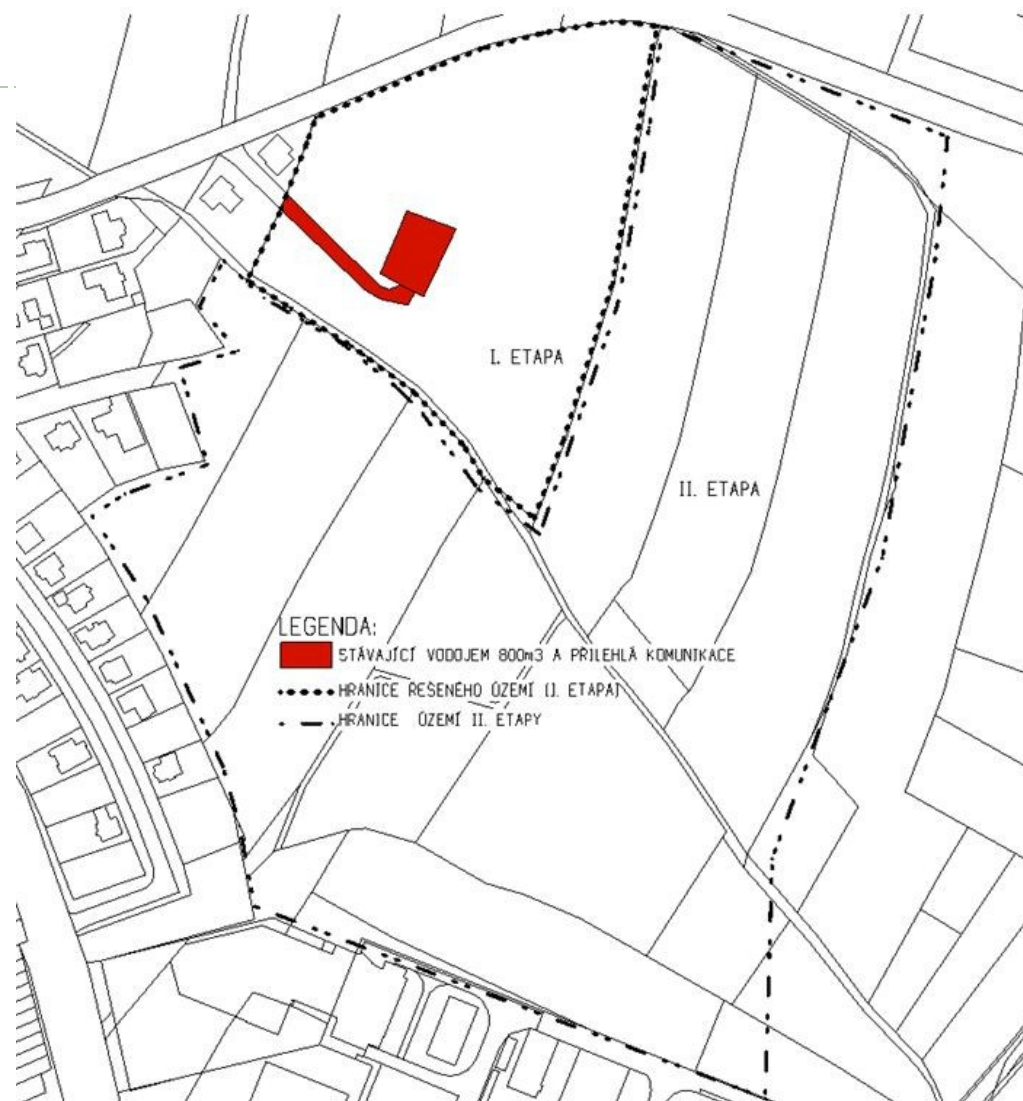 I. ETAPA
II. ETAPA
LEGENDA:
STÁVAJÍCÍ VODOJEM 800m3 A PŘILEHLÁ KOMUNIKACE
HRANICE ŘEŠENÉHO ÚZEMÍ (I. ETAPA)
HRANICE ÚZEMÍ II. ETAPY